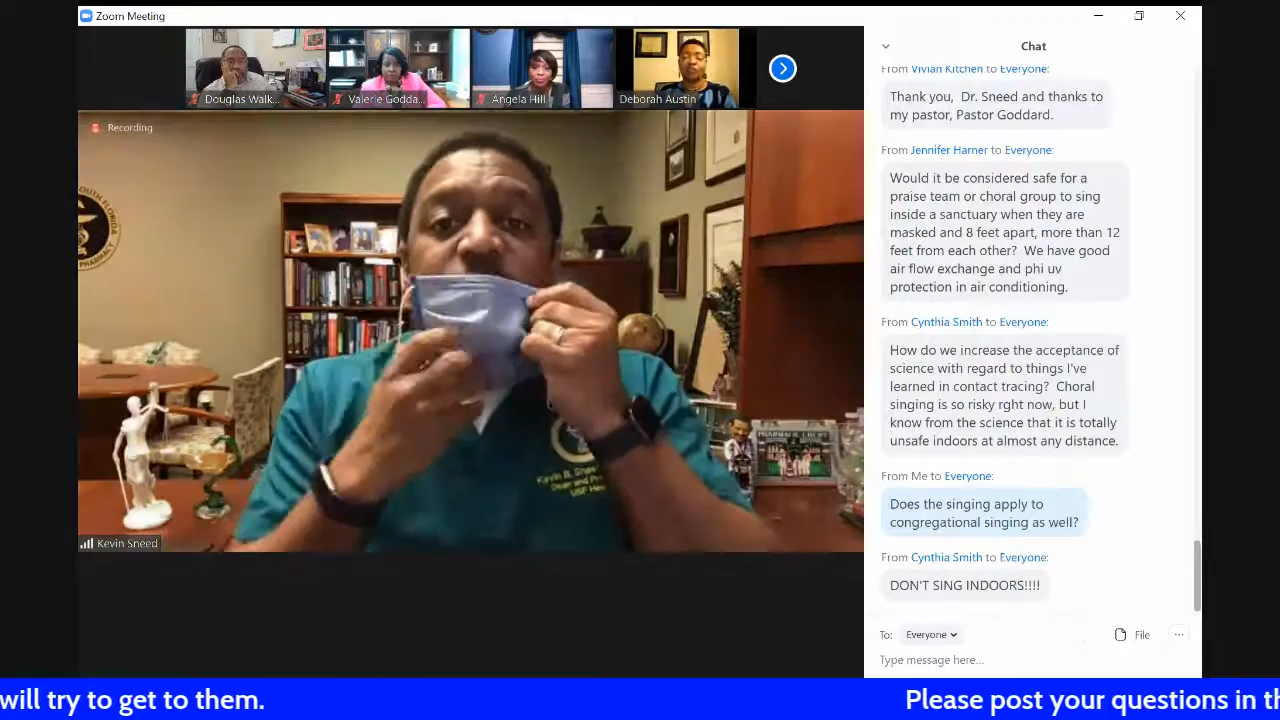 Zoom Meeting
Douglas Walk...
Valerie Godda...
Angela Hill
Deborah Austin
Recording
SOUTH FLORIDA
PHARMACY
Kevin B.
USF
Kevin Sneed
Chat
From Vivian Kitchen to Everyone:
Thank you, Dr. Sneed and thanks to
my pastor, Pastor Goddard.
From Jennifer Harner to Everyone:
Would it be considered safe for a
praise team or choral group to sing
inside a sanctuary when they are
masked and 8 feet apart, more than 12
feet from each other? We have good
air flow exchange and phi uv
protection in air conditioning.
From Cynthia Smith to Everyone:
How do we increase the acceptance of
science with regard to things I've
learned in contact tracing? Choral
singing is so risky rght now, but I
know from the science that it is totally
unsafe indoors at almost any distance.
From Me to Everyone:
Does the singing apply to
congregational singing as well?
From Cynthia Smith to Everyone:
DON'T SING INDOORS!!!!
To: Everyone
File
Type message here...
will try to get to them.
Please post your questions in th